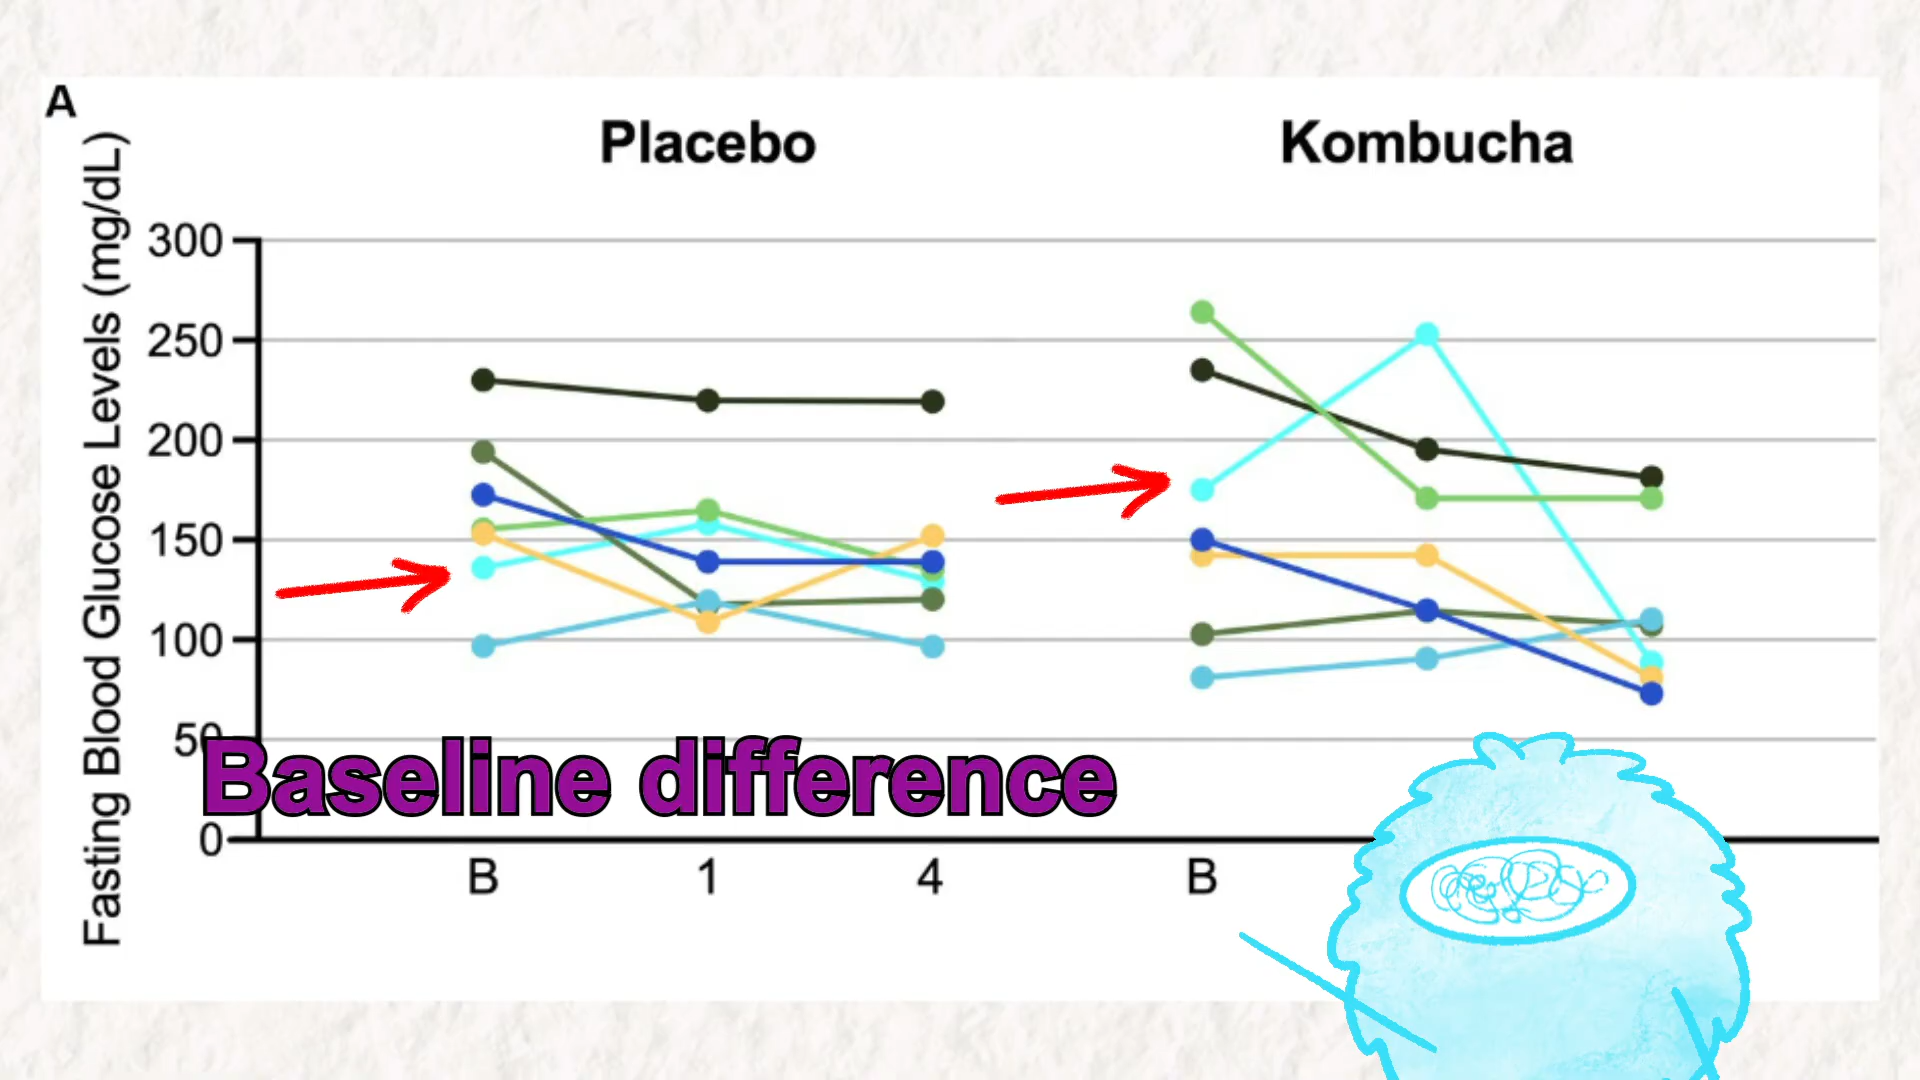 A
Placebo
Kombucha
Fasting Blood Glucose Levels (mg/dL)
300
250
200
150
100
50
0
Baseline difference
B
1
4
B